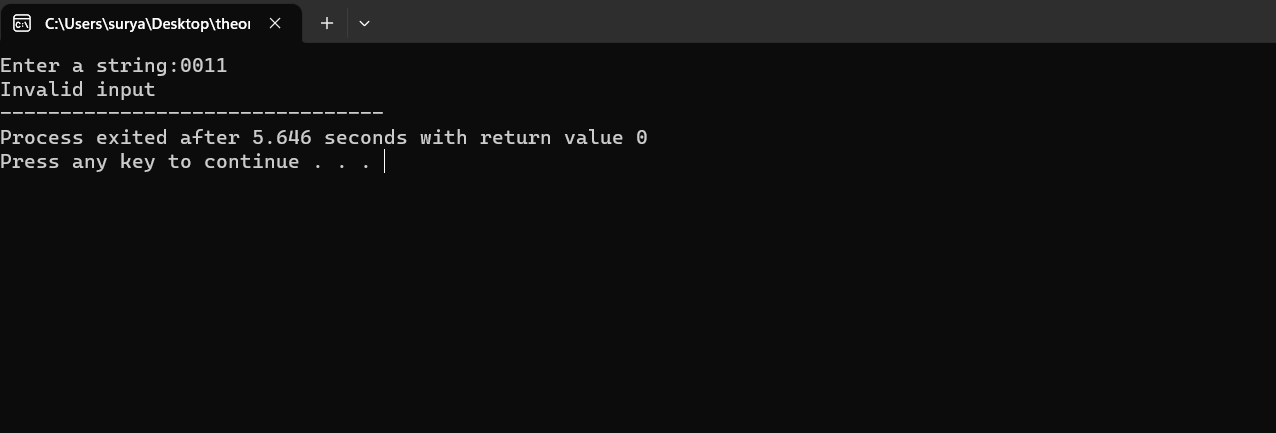 C:\Users\surya\Desktop\theor
Enter a string:0011
Invalid input
--------------------------------
Process exited after 5.646 seconds with return value 0
Press any key to continue . . .